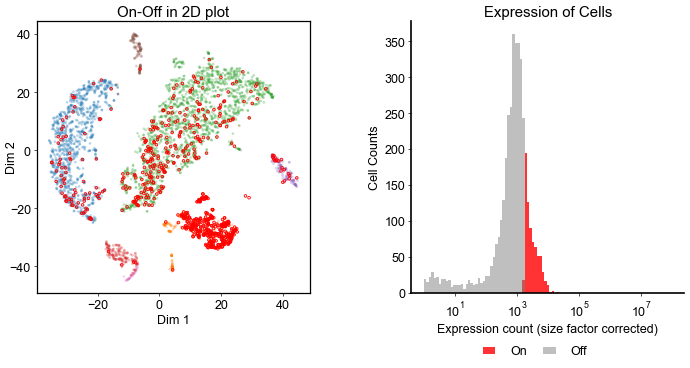 On-Off in 2D plot
40
20
0
−20
−40
Dim 2
−20 0 20 40
Dim 1
Expression of Cells
350
300
250
200
150
100
50
0
Cell Counts
10^1 10^3 10^5 10^7
Expression count (size factor corrected)
On Off